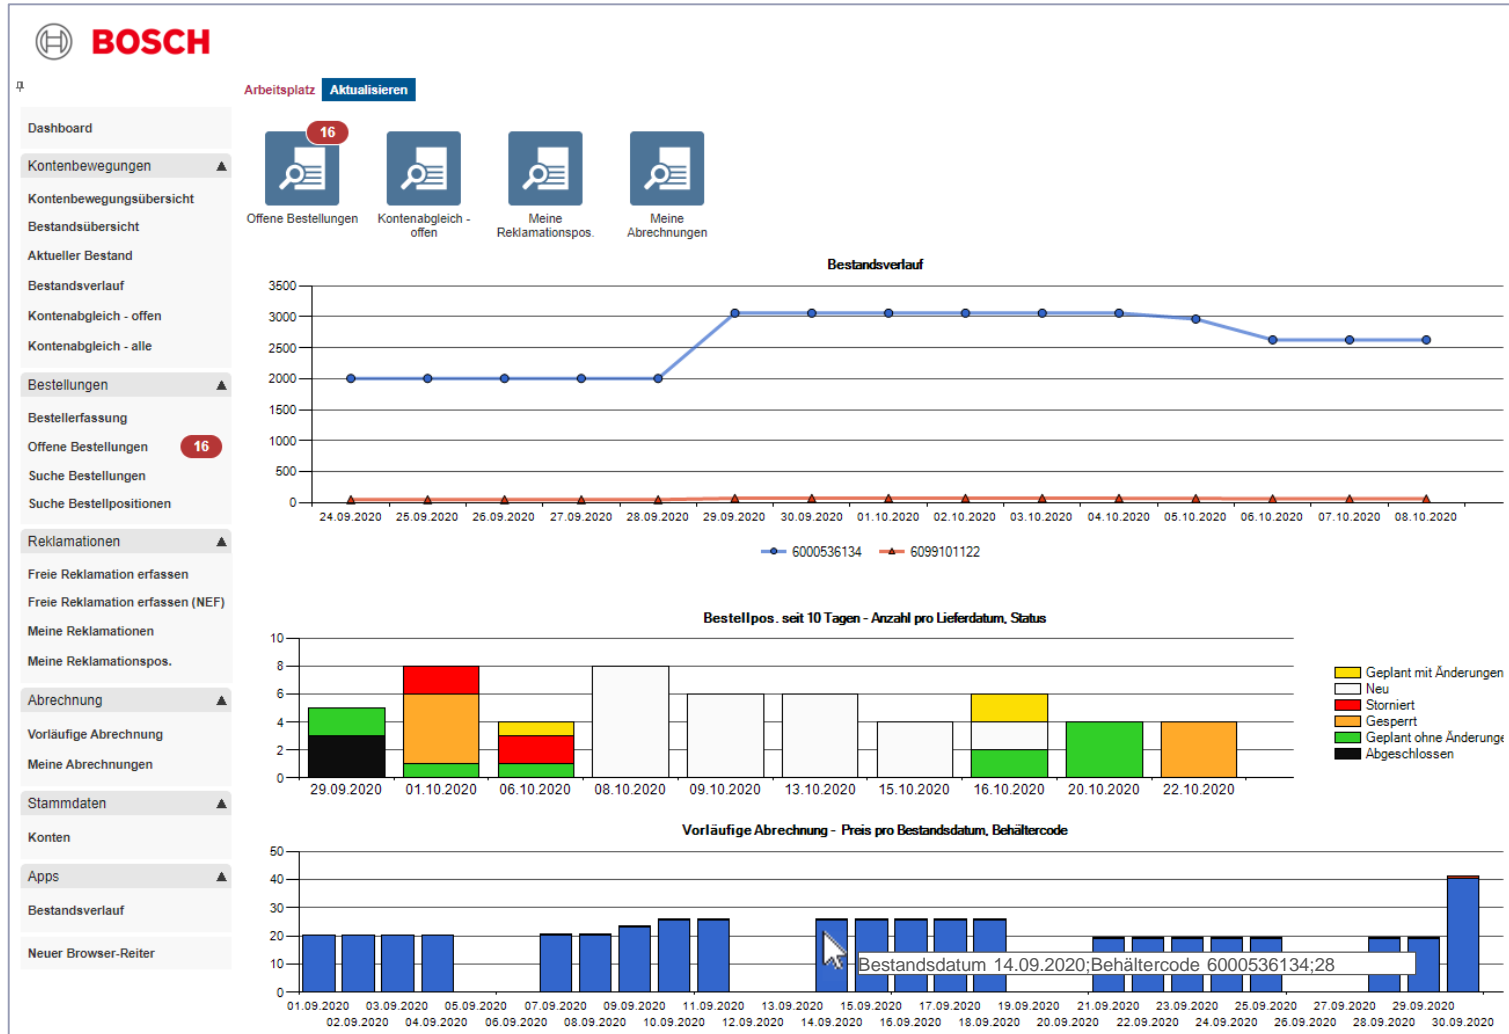 BOSCH
Arbeitsplatz Aktualisieren
Dashboard
Kontenbewegungen
Kontenbewegungsübersicht
Bestandsübersicht
Aktueller Bestand
Bestandsverlauf
Kontenabgleich - offen
Kontenabgleich - alle
Bestellungen
Bestellerfassung
Offene Bestellungen 16
Suche Bestellungen
Suche Bestellpositionen
Reklamationen
Freie Reklamation erfassen
Freie Reklamation erfassen (NEF)
Meine Reklamationen
Meine Reklamationspos.
Abrechnung
Vorläufige Abrechnung
Meine Abrechnungen
Stammdaten
Konten
Apps
Bestandsverlauf
Neuer Browser-Reiter
16
Offene Bestellungen
Kontenabgleich -
offen
Meine
Reklamationspos.
Meine
Abrechnungen
Bestandsverlauf
3500
3000
2500
2000
1500
1000
500
0
24.09.2020 25.09.2020 26.09.2020 27.09.2020 28.09.2020 29.09.2020 30.09.2020 01.10.2020 02.10.2020 03.10.2020 04.10.2020 05.10.2020 06.10.2020 07.10.2020 08.10.2020
6000536134 6099101122
Bestellpos. seit 10 Tagen - Anzahl pro Lieferdatum, Status
10
8
6
4
2
0
29.09.2020 01.10.2020 06.10.2020 08.10.2020 09.10.2020 13.10.2020 15.10.2020 16.10.2020 20.10.2020 22.10.2020
Geplant mit Änderungen
Neu
Storniert
Gesperrt
Geplant ohne Änderunge
Abgeschlossen
Vorläufige Abrechnung - Preis pro Bestandsdatum, Behältercode
50
40
30
20
10
0
Bestandsdatum 14.09.2020;Behältercode 6000536134;28
01.09.2020 03.09.2020 05.09.2020 07.09.2020 09.09.2020 11.09.2020 13.09.2020 15.09.2020 17.09.2020 19.09.2020 21.09.2020 23.09.2020 25.09.2020 27.09.2020 29.09.2020
02.09.2020 04.09.2020 06.09.2020 08.09.2020 10.09.2020 12.09.2020 14.09.2020 16.09.2020 18.09.2020 20.09.2020 22.09.2020 24.09.2020 26.09.2020 28.09.2020 30.09.2020